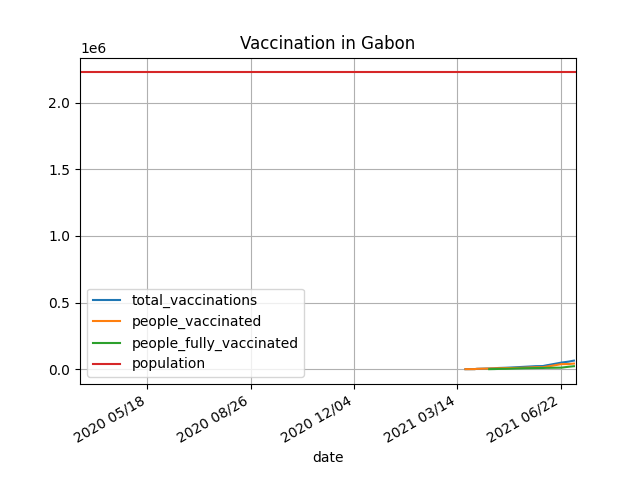 Vaccination in Gabon
1e6
2.0
1.5
1.0
0.5
0.0
total_vaccinations
people_vaccinated
people_fully_vaccinated
population
2020 05/18
2020 08/26
2020 12/04
2021 03/14
2021 06/22
date